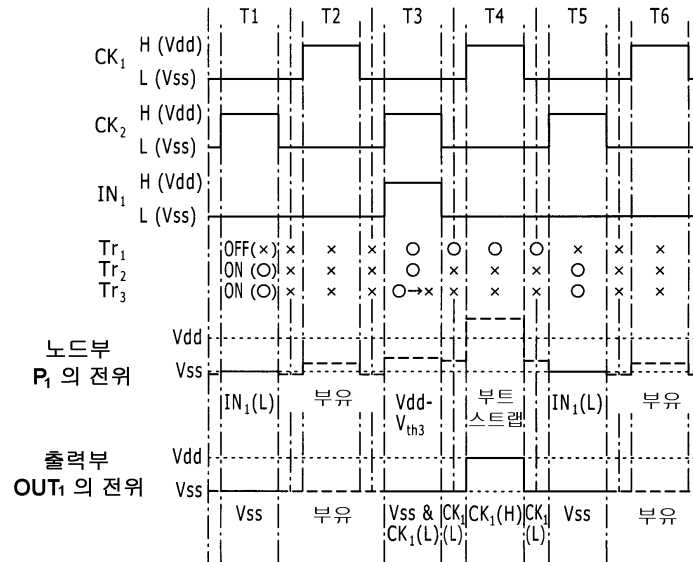 T1 T2 T3 T4 T5 T6
CK₁ H (Vdd)
L (Vss)
CK₂ H (Vdd)
L (Vss)
IN₁ H (Vdd)
L (Vss)
Tr₁ OFF(×) × × × ○ ○ ○ ○ × × ×
Tr₂ ON (○) × × × ○ × × × ○ × ×
Tr₃ ON (○) × × × ○→× × × × ○ × ×
노드부
P₁ 의 전위
Vdd
Vss
IN₁(L) 부유 Vdd-Vth3 부트스트랩 IN₁(L) 부유
출력부
OUT₁ 의 전위
Vdd
Vss
Vss 부유 Vss & CK₁(L) CK₁(L) CK₁(H) CK₁(L) Vss 부유